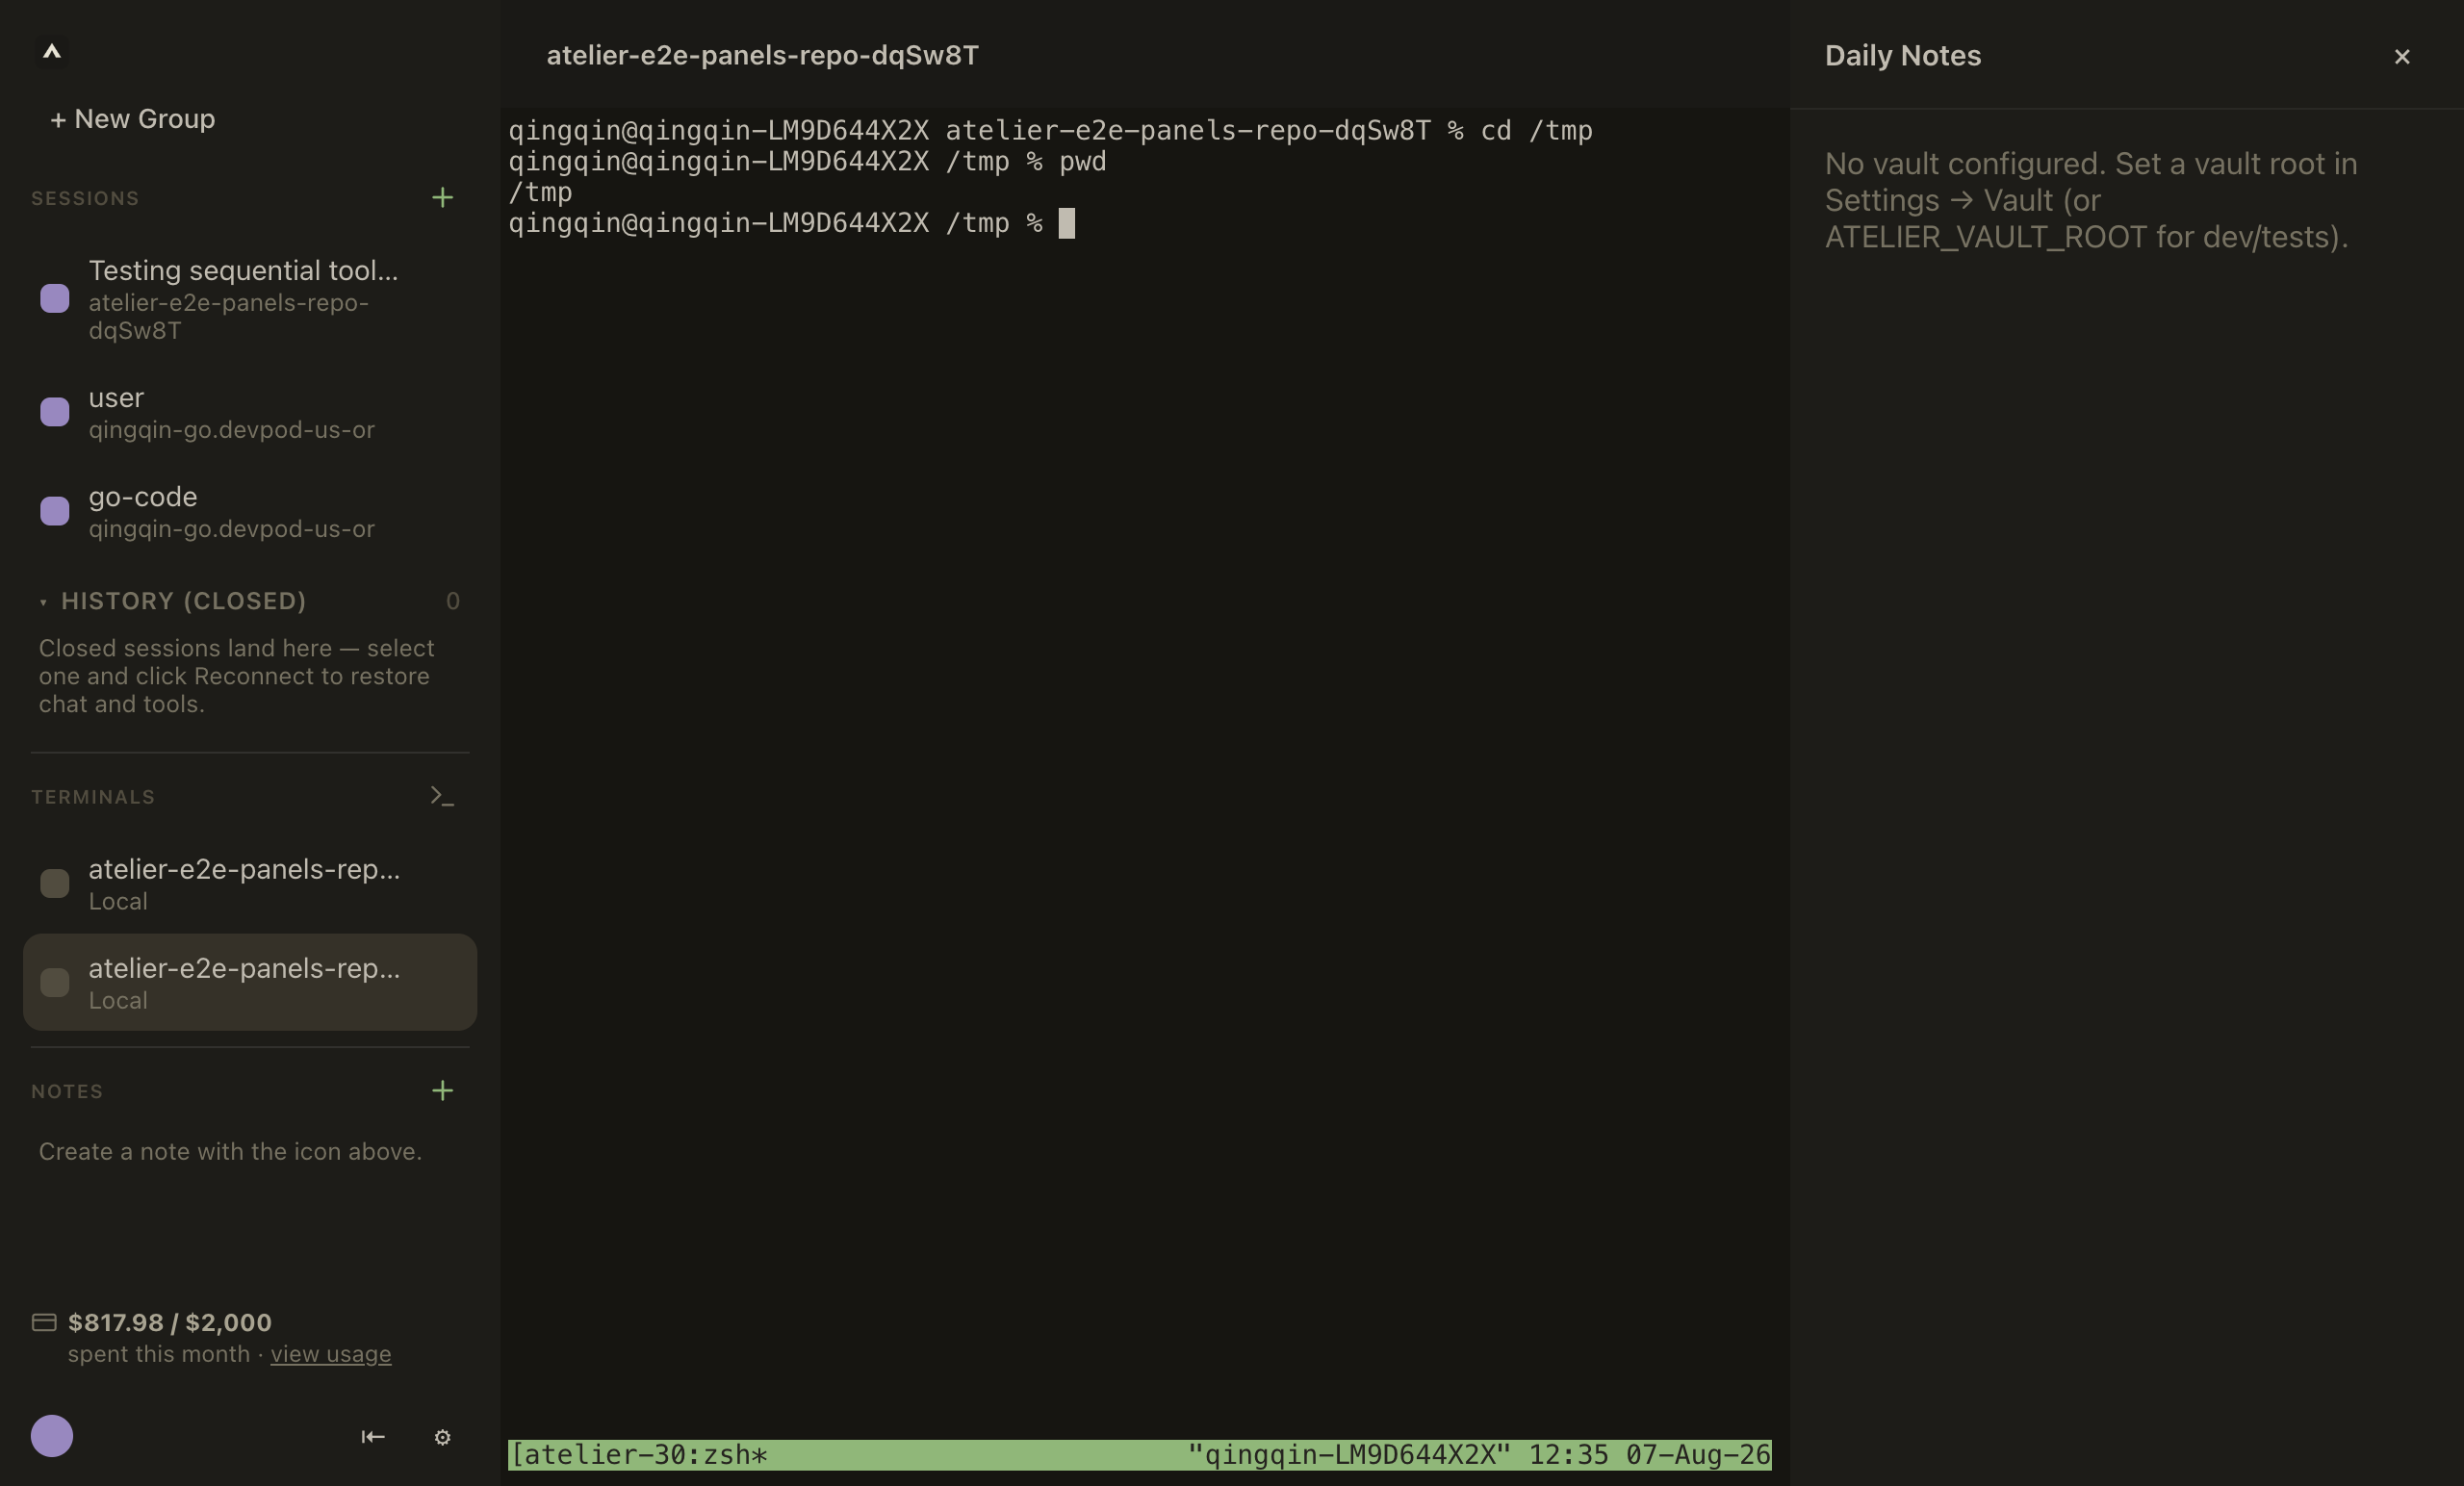 + New Group
SESSIONS
Testing sequential tool...
atelier-e2e-panels-repo-
dqSw8T
user
qingqin-go.devpod-us-or
go-code
qingqin-go.devpod-us-or
HISTORY (CLOSED) 0
Closed sessions land here — select
one and click Reconnect to restore
chat and tools.
TERMINALS
atelier-e2e-panels-rep...
Local
atelier-e2e-panels-rep...
Local
NOTES
Create a note with the icon above.
$817.98 / $2,000
spent this month · view usage
atelier-e2e-panels-repo-dqSw8T
qingqin@qingqin-LM9D644X2X atelier-e2e-panels-repo-dqSw8T % cd /tmp
qingqin@qingqin-LM9D644X2X /tmp % pwd
/tmp
qingqin@qingqin-LM9D644X2X /tmp %
[atelier-30:zsh* "qingqin-LM9D644X2X" 12:35 07-Aug-26
Daily Notes
No vault configured. Set a vault root in
Settings → Vault (or
ATELIER_VAULT_ROOT for dev/tests).